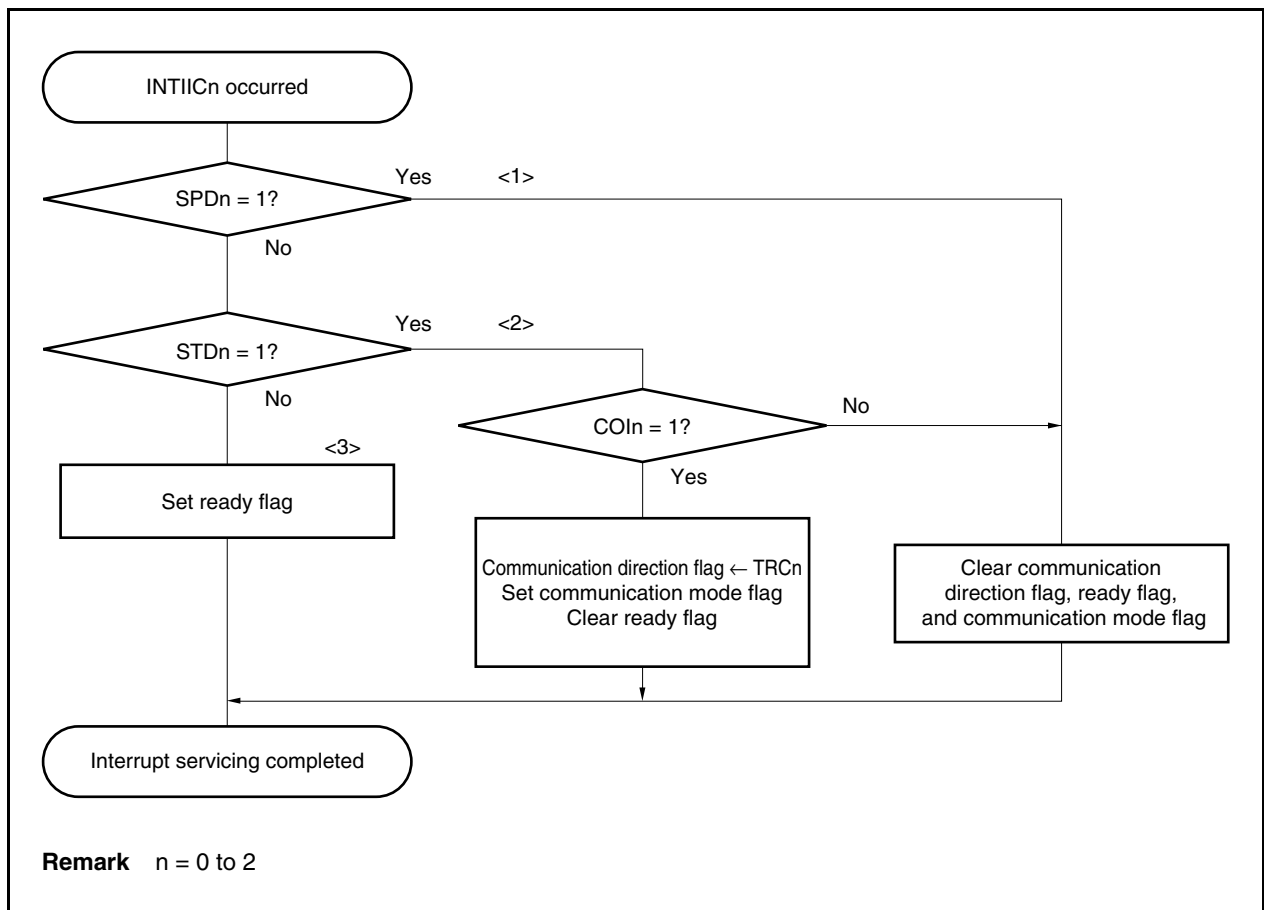 INTIICn occurred
SPDn = 1?
Yes
<1>
No
STDn = 1?
Yes
<2>
No
COIn = 1?
No
Yes
<3>
Set ready flag
Communication direction flag ← TRCn
Set communication mode flag
Clear ready flag
Clear communication
direction flag, ready flag,
and communication mode flag
Interrupt servicing completed
Remark n = 0 to 2